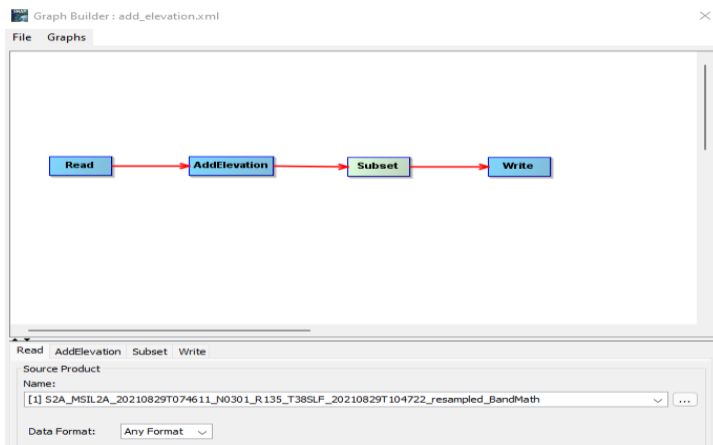 Graph Builder : add_elevation.xml
File Graphs
Read AddElevation Subset Write
Read AddElevation Subset Write
Source Product
Name:
[1] S2A_MSIL2A_20210829T074611_N0301_R135_T38SLF_20210829T104722_resampled_BandMath
...
Data Format: Any Format